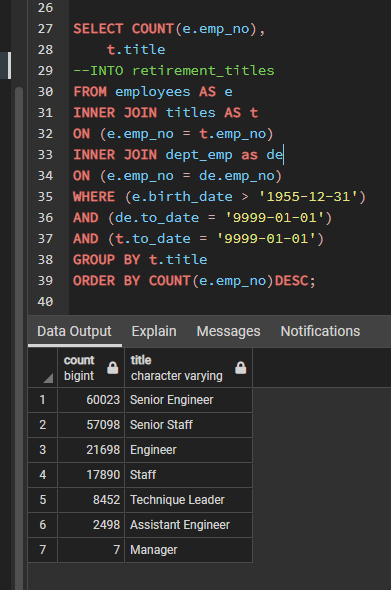 26
27 SELECT COUNT(e.emp_no),
28     t.title
29 --INTO retirement_titles
30 FROM employees AS e
31 INNER JOIN titles AS t
32 ON (e.emp_no = t.emp_no)
33 INNER JOIN dept_emp as de
34 ON (e.emp_no = de.emp_no)
35 WHERE (e.birth_date > '1955-12-31')
36 AND (de.to_date = '9999-01-01')
37 AND (t.to_date = '9999-01-01')
38 GROUP BY t.title
39 ORDER BY COUNT(e.emp_no)DESC;
40
Data Output Explain Messages Notifications
count title
bigint character varying
1 60023 Senior Engineer
2 57098 Senior Staff
3 21698 Engineer
4 17890 Staff
5 8452 Technique Leader
6 2498 Assistant Engineer
7 7 Manager